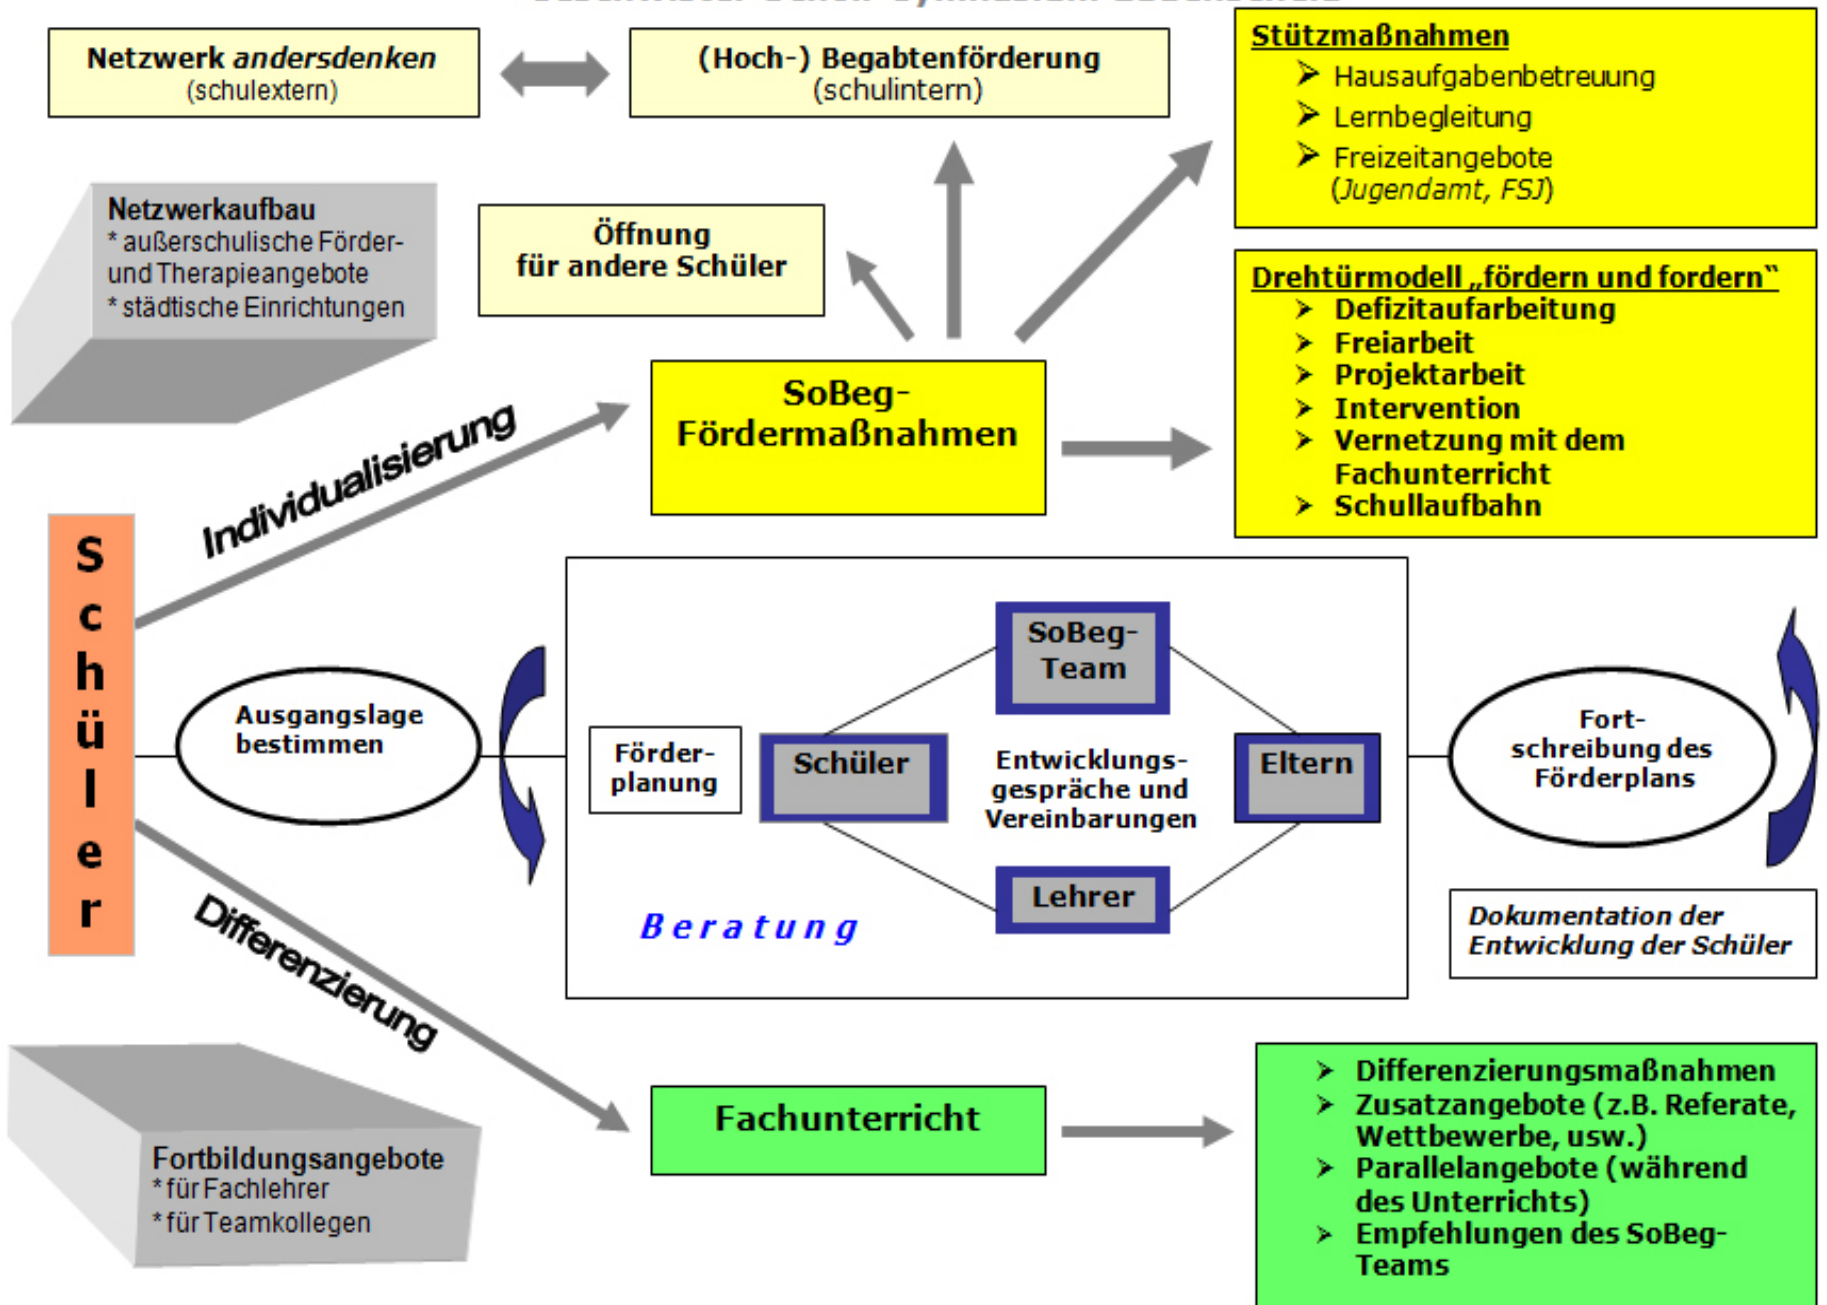 Netzwerk andersdenken
(schulextern)
(Hoch-) Begabtenförderung
(schulintern)
Stützmaßnahmen
➢ Hausaufgabenbetreuung
➢ Lernbegleitung
➢ Freizeitangebote
(Jugendamt, FSJ)
Netzwerkaufbau
* außerschulische Förder-
und Therapieangebote
* städtische Einrichtungen
Öffnung
für andere Schüler
Drehtürmodell „fördern und fordern“
➢ Defizitaufarbeitung
➢ Freiarbeit
➢ Projektarbeit
➢ Intervention
➢ Vernetzung mit dem
Fachunterricht
➢ Schullaufbahn
SoBeg-
Fördermaßnahmen
Individualisierung
Schüler
Ausgangslage
bestimmen
Förder-
planung
SoBeg-
Team
Schüler
Entwicklungs-
gespräche und
Vereinbarungen
Eltern
Lehrer
Beratung
Fort-
schreibung des
Förderplans
Dokumentation der
Entwicklung der Schüler
Differenzierung
Fachunterricht
➢ Differenzierungsmaßnahmen
➢ Zusatzangebote (z.B. Referate,
Wettbewerbe, usw.)
➢ Parallelangebote (während
des Unterrichts)
➢ Empfehlungen des SoBeg-
Teams
Fortbildungsangebote
* für Fachlehrer
* für Teamkollegen